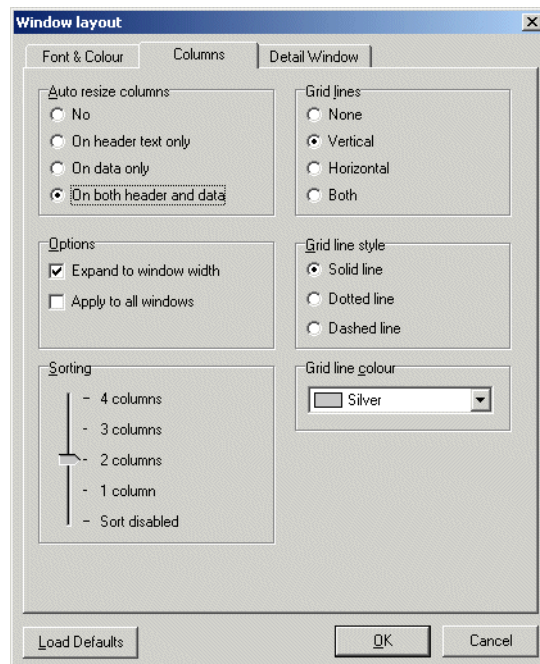 Window layout
Font & Colour
Columns
Detail Window
Auto resize columns
No
On header text only
On data only
On both header and data
Grid lines
None
Vertical
Horizontal
Both
Options
Expand to window width
Apply to all windows
Grid line style
Solid line
Dotted line
Dashed line
Sorting
4 columns
3 columns
2 columns
1 column
Sort disabled
Grid line colour
Silver
Load Defaults
OK
Cancel